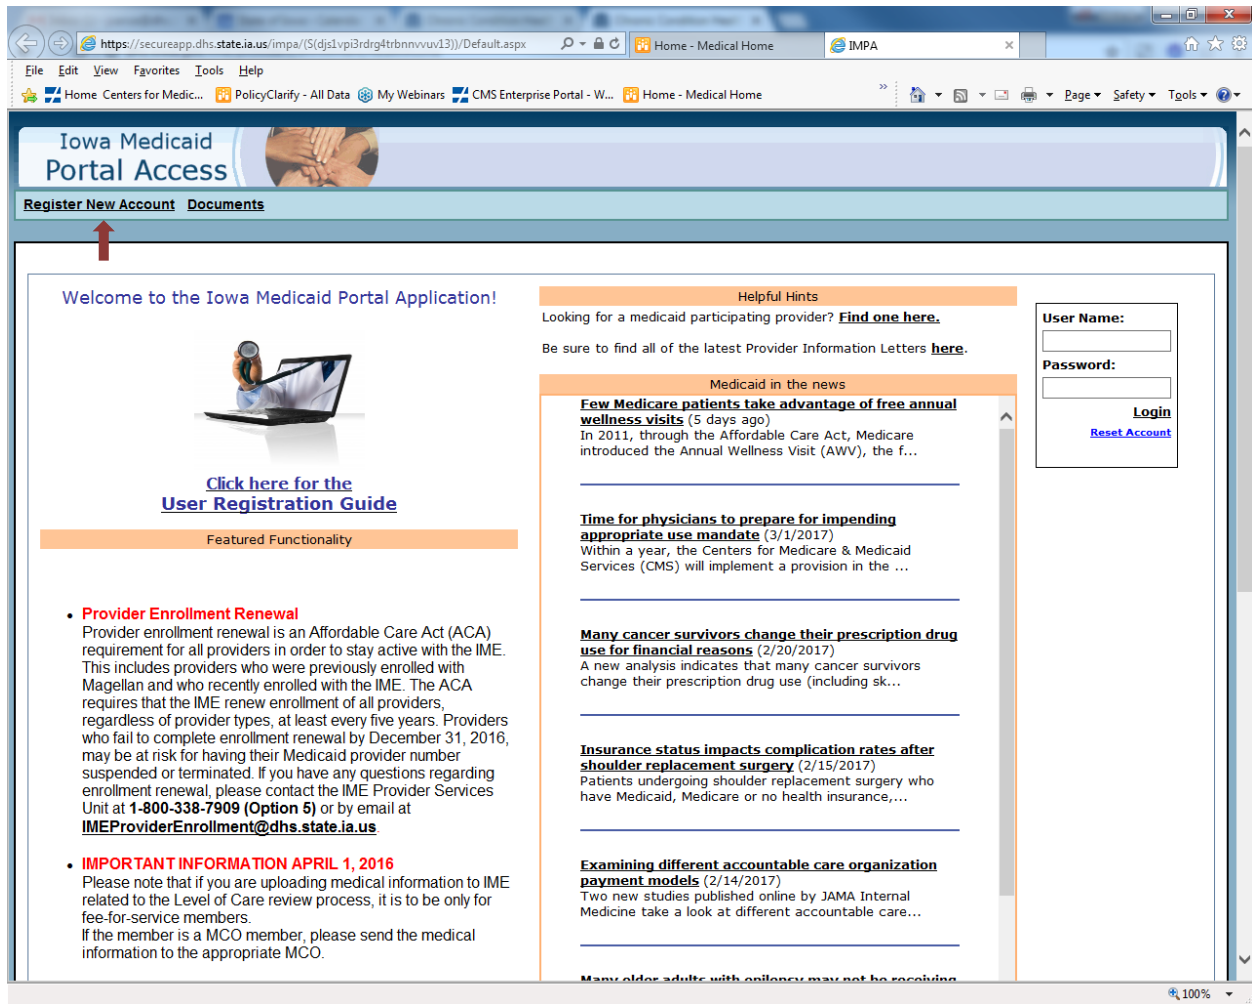 https://secureapp.dhs.state.ia.us/impa/(S(djs1vpi3rdrg4trbnnvvuv13))/Default.aspx
Home - Medical Home
IMPA
File Edit View Favorites Tools Help
Home Centers for Medic... PolicyClarify - All Data My Webinars CMS Enterprise Portal - W... Home - Medical Home
Page Safety Tools
Iowa Medicaid
Portal Access
Register New Account Documents
Welcome to the Iowa Medicaid Portal Application!
Click here for the
User Registration Guide
Featured Functionality
• Provider Enrollment Renewal
Provider enrollment renewal is an Affordable Care Act (ACA)
requirement for all providers in order to stay active with the IME.
This includes providers who were previously enrolled with
Magellan and who recently enrolled with the IME. The ACA
requires that the IME renew enrollment of all providers,
regardless of provider types, at least every five years. Providers
who fail to complete enrollment renewal by December 31, 2016,
may be at risk for having their Medicaid provider number
suspended or terminated. If you have any questions regarding
enrollment renewal, please contact the IME Provider Services
Unit at 1-800-338-7909 (Option 5) or by email at
IMEProviderEnrollment@dhs.state.ia.us.
• IMPORTANT INFORMATION APRIL 1, 2016
Please note that if you are uploading medical information to IME
related to the Level of Care review process, it is to be only for
fee-for-service members.
If the member is a MCO member, please send the medical
information to the appropriate MCO.
Helpful Hints
Looking for a medicaid participating provider? Find one here.
Be sure to find all of the latest Provider Information Letters here.
Medicaid in the news
Few Medicare patients take advantage of free annual
wellness visits (5 days ago)
In 2011, through the Affordable Care Act, Medicare
introduced the Annual Wellness Visit (AWV), the f...
Time for physicians to prepare for impending
appropriate use mandate (3/1/2017)
Within a year, the Centers for Medicare & Medicaid
Services (CMS) will implement a provision in the ...
Many cancer survivors change their prescription drug
use for financial reasons (2/20/2017)
A new analysis indicates that many cancer survivors
change their prescription drug use (including sk...
Insurance status impacts complication rates after
shoulder replacement surgery (2/15/2017)
Patients undergoing shoulder replacement surgery who
have Medicaid, Medicare or no health insurance,...
Examining different accountable care organization
payment models (2/14/2017)
Two new studies published online by JAMA Internal
Medicine take a look at different accountable care...
Many older adults with epilepsy may not be receiving
User Name:
Password:
Login
Reset Account
100%